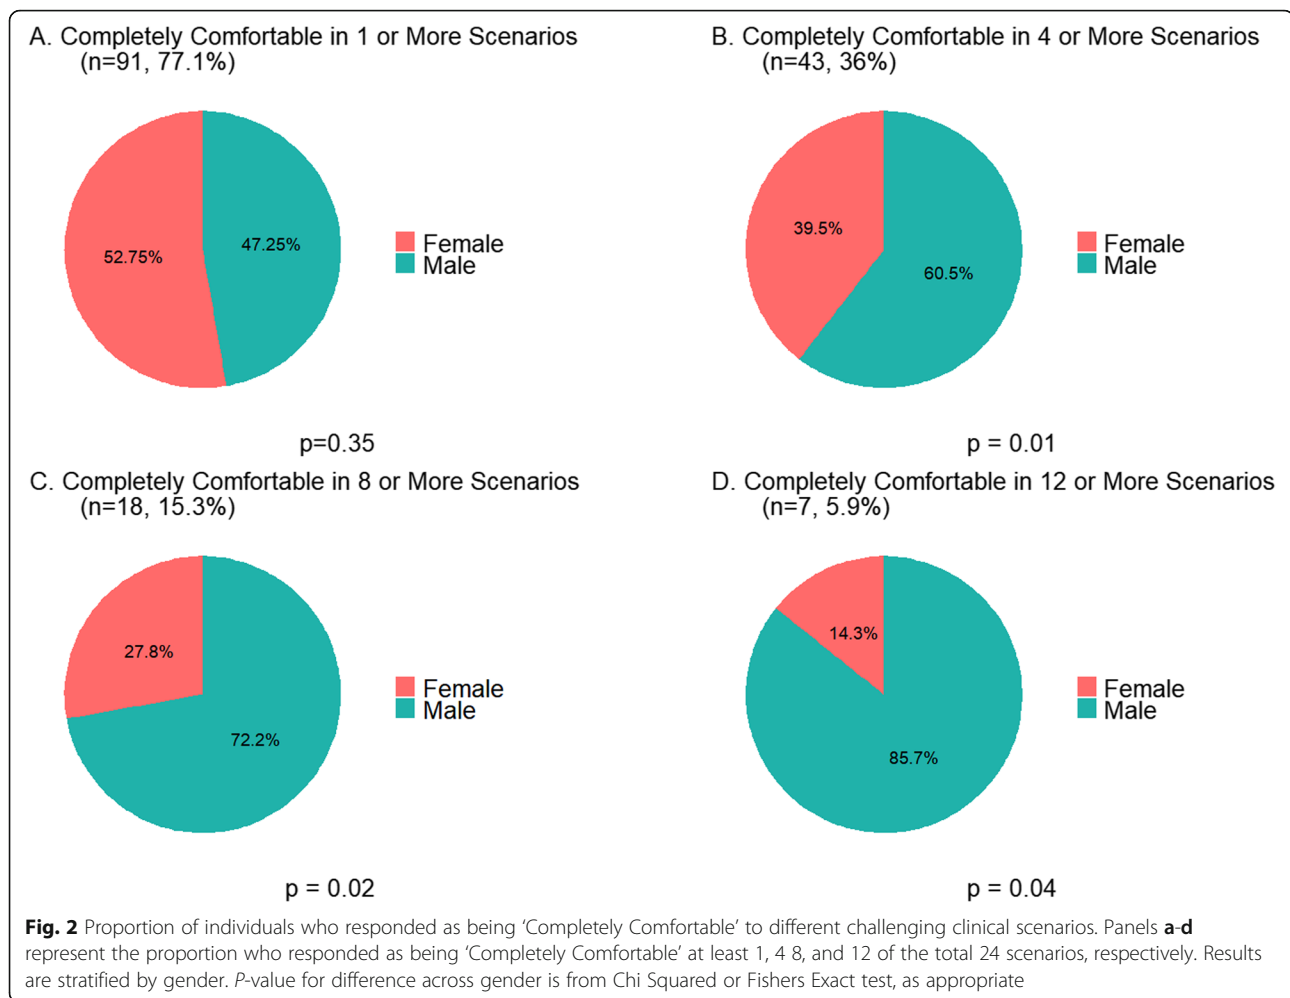 A. Completely Comfortable in 1 or More Scenarios
(n=91, 77.1%)
52.75%
47.25%
Female
Male
p=0.35
B. Completely Comfortable in 4 or More Scenarios
(n=43, 36%)
39.5%
60.5%
Female
Male
p = 0.01
C. Completely Comfortable in 8 or More Scenarios
(n=18, 15.3%)
27.8%
72.2%
Female
Male
p = 0.02
D. Completely Comfortable in 12 or More Scenarios
(n=7, 5.9%)
14.3%
85.7%
Female
Male
p = 0.04
Fig. 2 Proportion of individuals who responded as being ‘Completely Comfortable’ to different challenging clinical scenarios. Panels a-d
represent the proportion who responded as being ‘Completely Comfortable’ at least 1, 4 8, and 12 of the total 24 scenarios, respectively. Results
are stratified by gender. P-value for difference across gender is from Chi Squared or Fishers Exact test, as appropriate